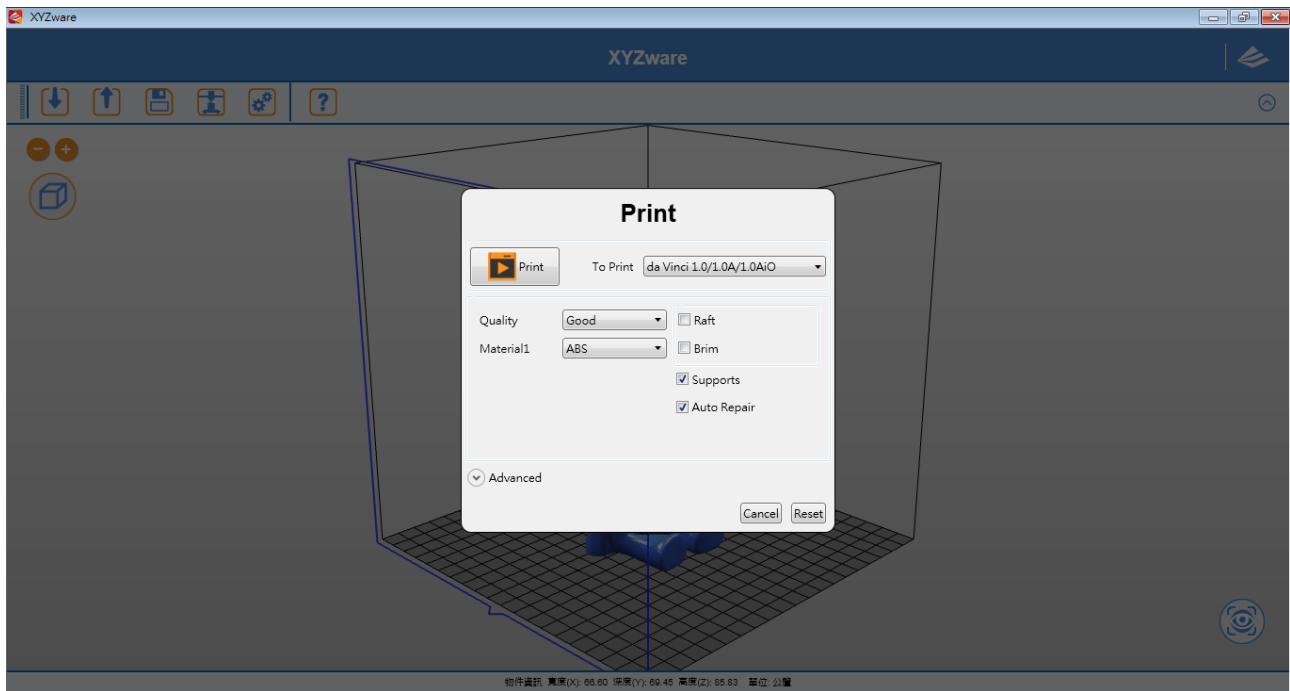 XYZware
XYZware
?
Print
Print To Print da Vinci 1.0/1.0A/1.0AiO
Quality Good Raft
Material1 ABS Brim
Supports
Auto Repair
Advanced
Cancel Reset
物件資訊 寬度(X): 66.60 深度(Y): 69.45 高度(Z): 85.83 單位: 公釐